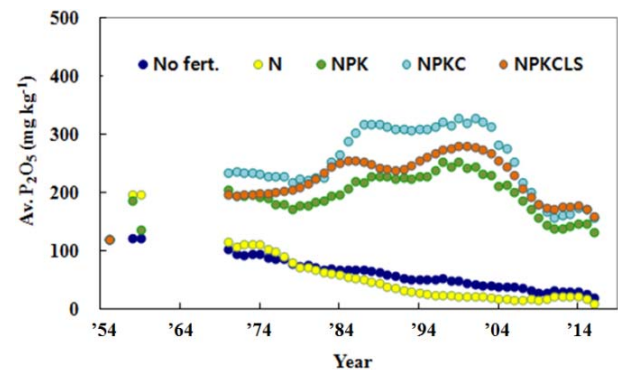 500
400
300
200
100
0
Av. P₂O₅ (mg kg⁻¹)
No fert. N NPK NPKC NPKCLS
’54 ’64 ’74 ’84 ’94 ’04 ’14
Year